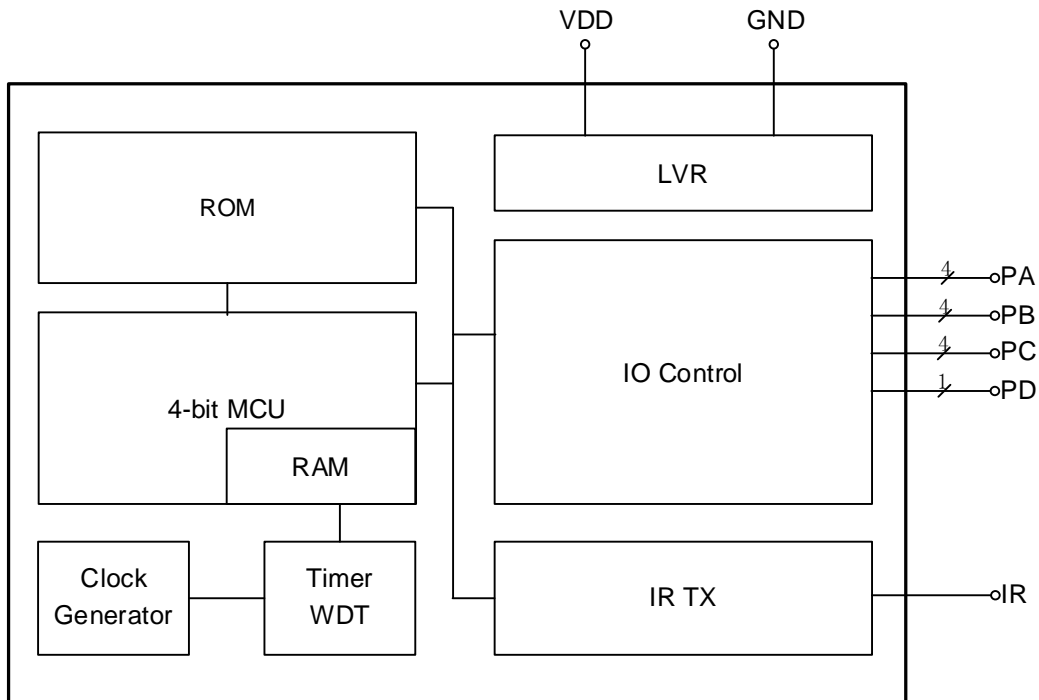 VDD
GND
LVR
ROM
4
PA
4
PB
4
PC
1
PD
IO Control
4-bit MCU
RAM
Clock
Generator
Timer
WDT
IR TX
IR